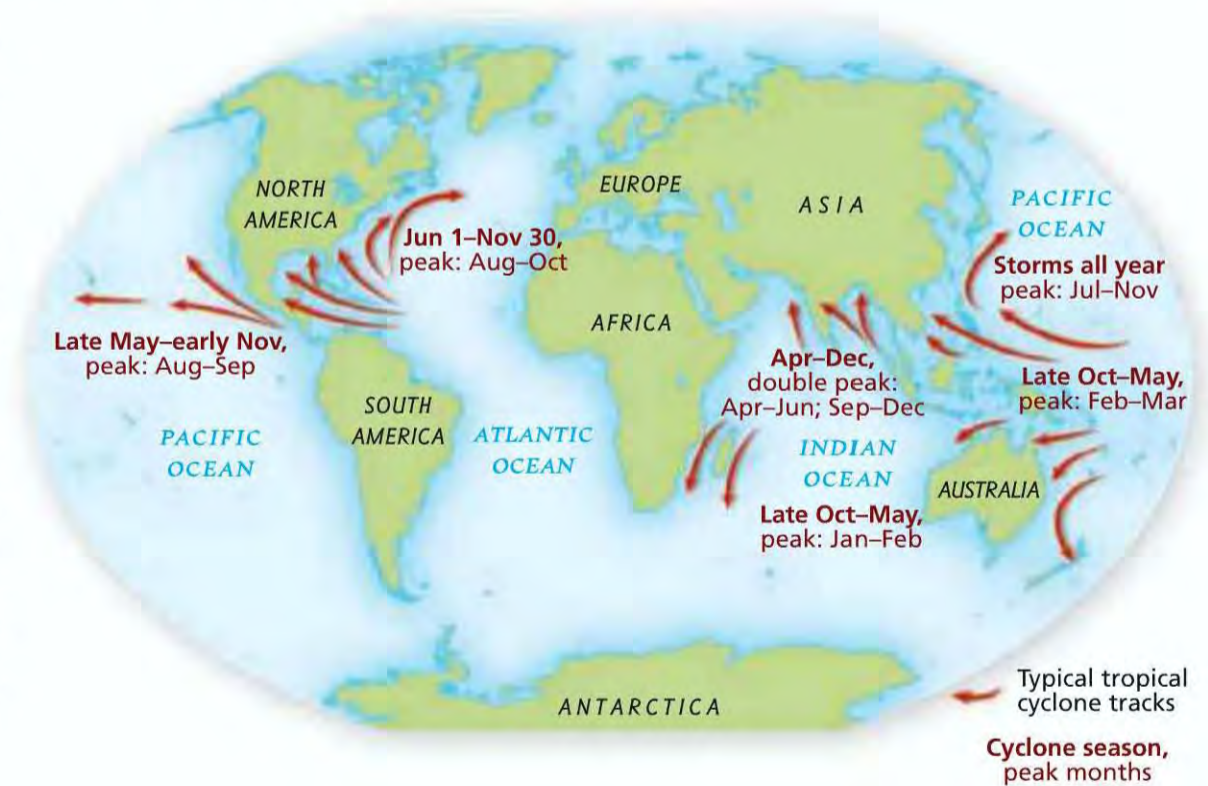 NORTH
AMERICA
EUROPE
ASIA
PACIFIC
OCEAN
Jun 1–Nov 30,
peak: Aug–Oct
Storms all year
peak: Jul–Nov
AFRICA
Late May–early Nov,
peak: Aug–Sep
Apr–Dec,
double peak:
Apr–Jun; Sep–Dec
Late Oct–May,
peak: Feb–Mar
SOUTH
AMERICA
PACIFIC
OCEAN
ATLANTIC
OCEAN
INDIAN
OCEAN
AUSTRALIA
Late Oct–May,
peak: Jan–Feb
ANTARCTICA
Typical tropical
cyclone tracks
Cyclone season,
peak months